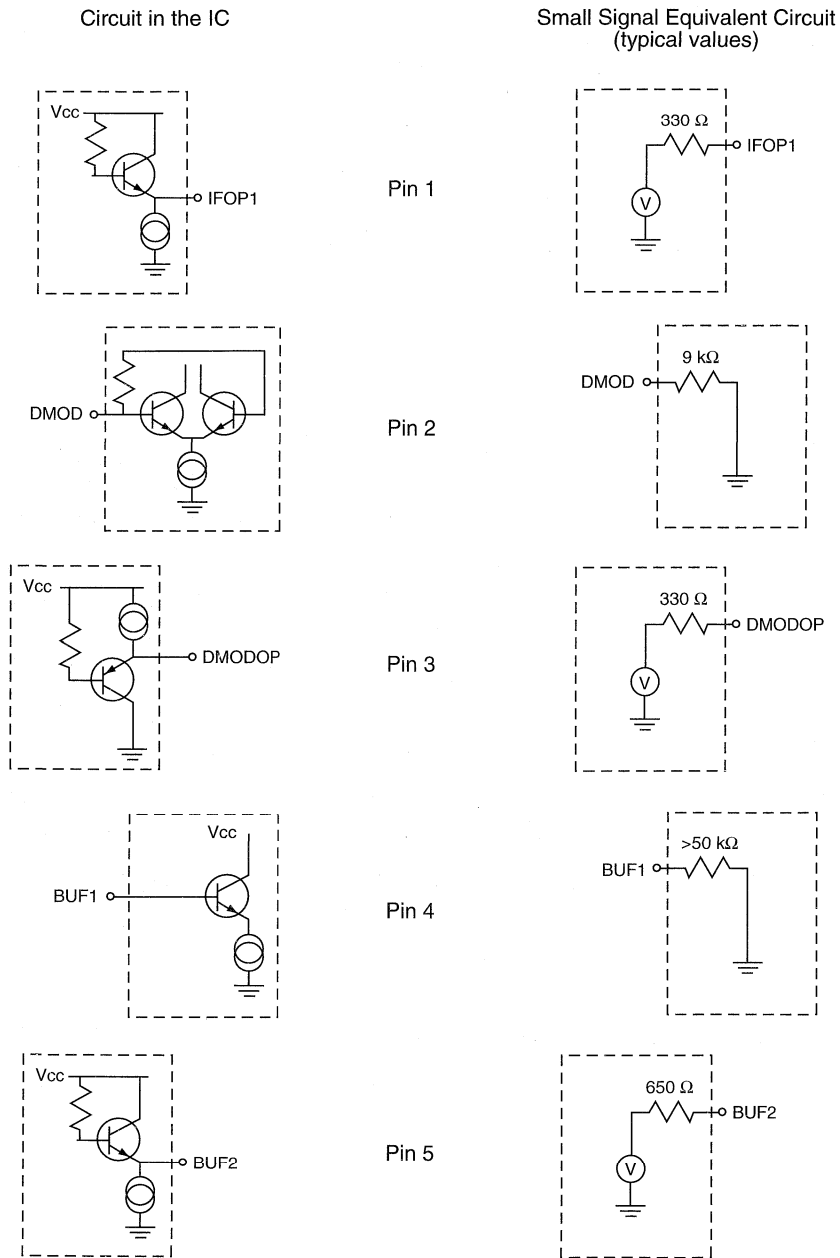 Circuit in the IC
Small Signal Equivalent Circuit
(typical values)
Vcc
IFOP1
Pin 1
330 Ω
IFOP1
V
DMOD
Pin 2
DMOD
9 kΩ
Vcc
DMODOP
Pin 3
330 Ω
DMODOP
V
Vcc
BUF1
Pin 4
>50 kΩ
BUF1
Vcc
BUF2
Pin 5
650 Ω
BUF2
V